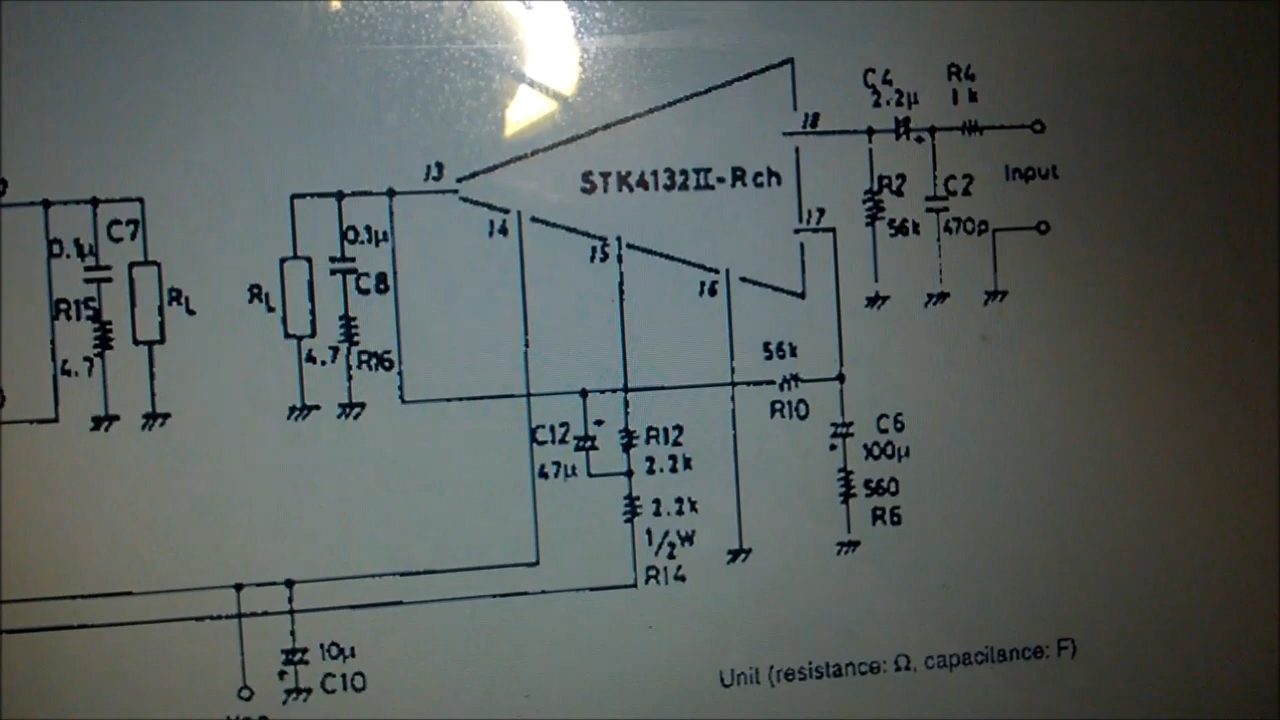 C4
2.2μ
R4
1 k
18
13
STK4132II-Rch
Input
R2
56k
C2
470p
17
14
0.1μ
C7
0.1μ
15
C8
16
R15
RL
RL
4.7
4.7
R16
56k
R10
C12
47μ
R12
2.2k
C6
100μ
2.2k
1/2W
R14
560
R6
10μ
C10
Unit (resistance: Ω, capacitance: F)